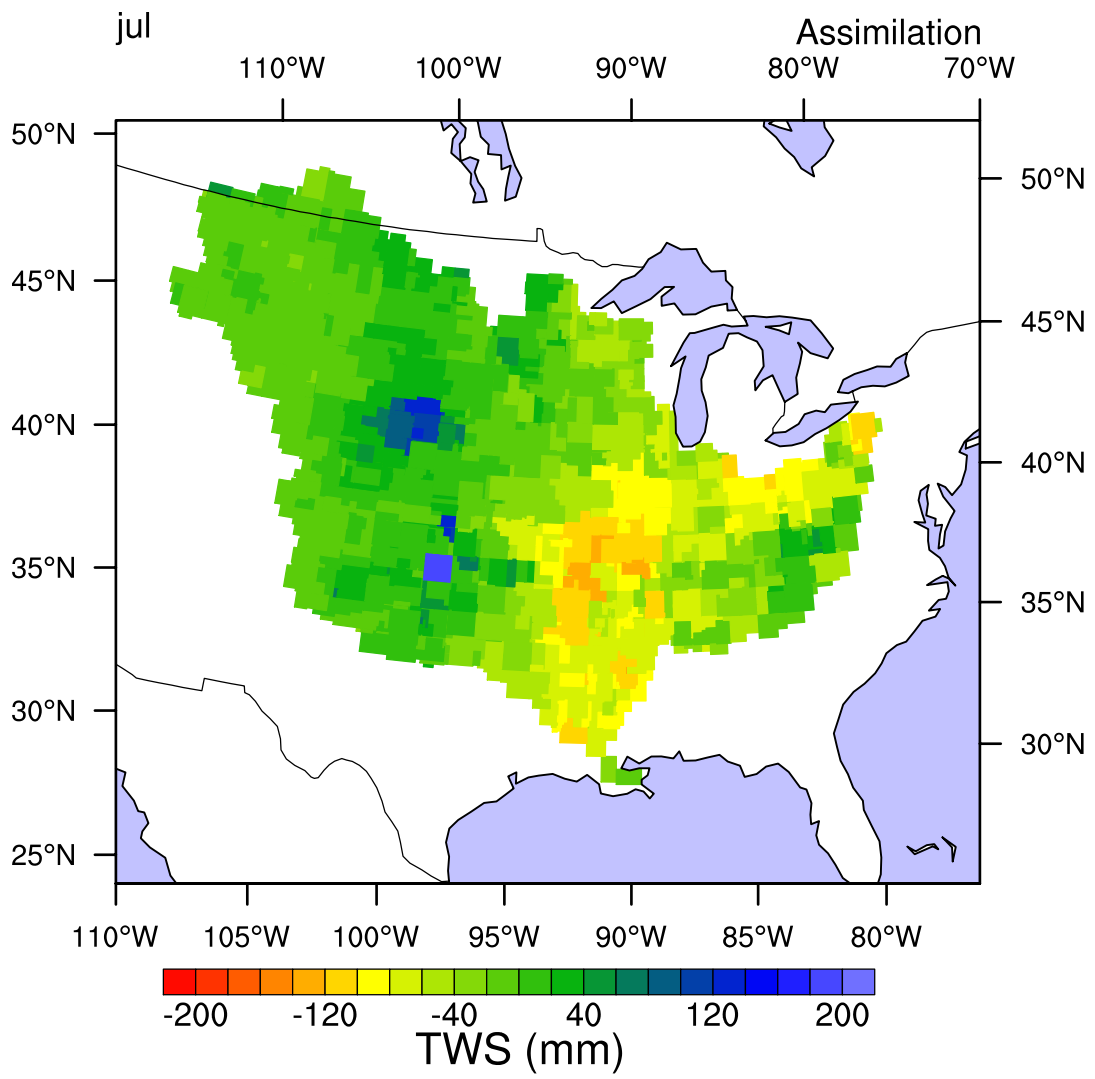 jul Assimilation
110°W 100°W 90°W 80°W 70°W
50°N
50°N
45°N
45°N
40°N
40°N
35°N
35°N
30°N
30°N
25°N
110°W 105°W 100°W 95°W 90°W 85°W 80°W
-200 -120 -40 40 120 200
TWS (mm)